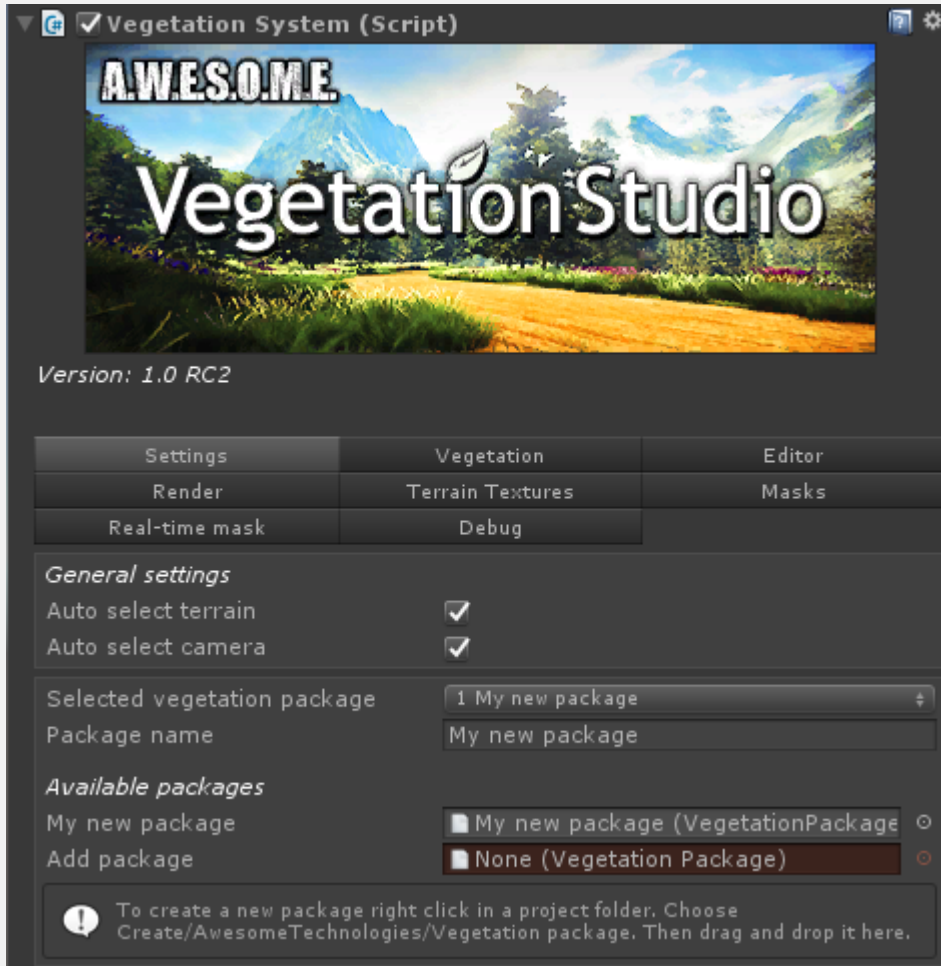 Vegetation System (Script)
A.W.E.S.O.M.E.
VegetationStudio
Version: 1.0 RC2
Settings Vegetation Editor
Render Terrain Textures Masks
Real-time mask Debug
General settings
Auto select terrain
Auto select camera
Selected vegetation package 1 My new package
Package name My new package
Available packages
My new package My new package (VegetationPackage
Add package None (Vegetation Package)
To create a new package right click in a project folder. Choose
Create/AwesomeTechnologies/Vegetation package. Then drag and drop it here.